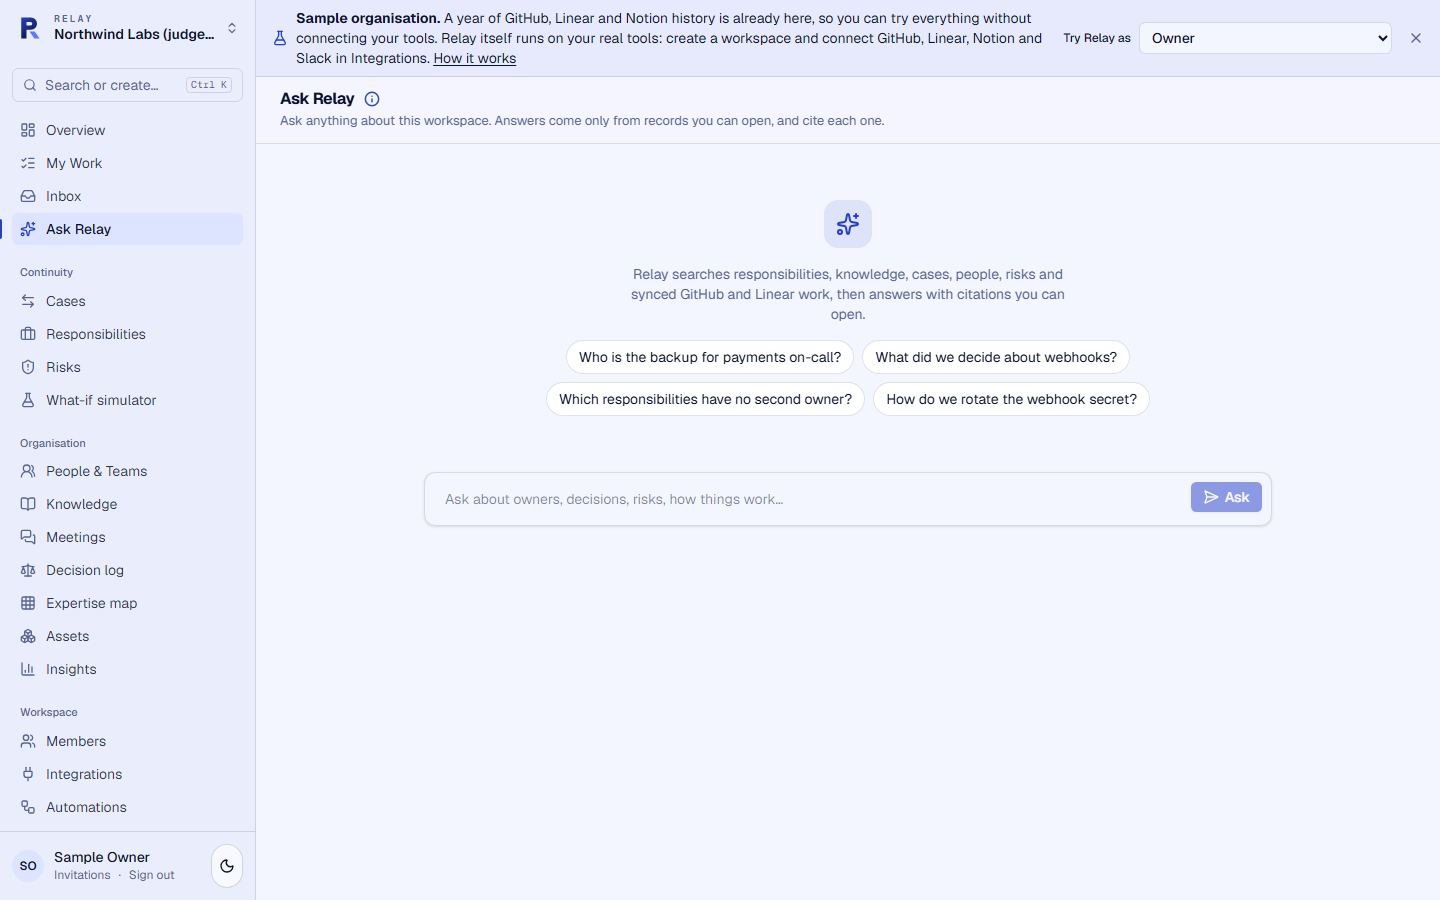 RELAY
Northwind Labs (judge...
Search or create...
Ctrl K
Overview
My Work
Inbox
Ask Relay
Continuity
Cases
Responsibilities
Risks
What-if simulator
Organisation
People & Teams
Knowledge
Meetings
Decision log
Expertise map
Assets
Insights
Workspace
Members
Integrations
Automations
SO
Sample Owner
Invitations · Sign out
Sample organisation. A year of GitHub, Linear and Notion history is already here, so you can try everything without
connecting your tools. Relay itself runs on your real tools: create a workspace and connect GitHub, Linear, Notion and
Slack in Integrations. How it works
Try Relay as
Owner
Ask Relay
Ask anything about this workspace. Answers come only from records you can open, and cite each one.
Relay searches responsibilities, knowledge, cases, people, risks and
synced GitHub and Linear work, then answers with citations you can
open.
Who is the backup for payments on-call?
What did we decide about webhooks?
Which responsibilities have no second owner?
How do we rotate the webhook secret?
Ask about owners, decisions, risks, how things work...
Ask